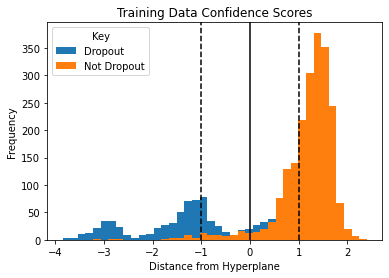 Training Data Confidence Scores
Key
Dropout
Not Dropout
Frequency
350
300
250
200
150
100
50
0
−4
−3
−2
−1
0
1
2
Distance from Hyperplane